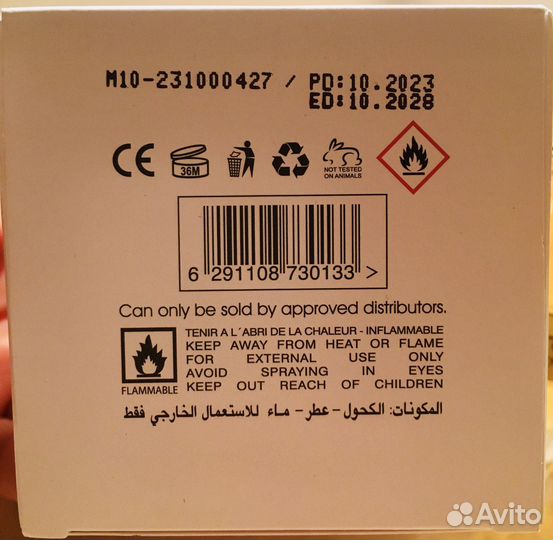 M10-231000427 / PD:10.2023
ED:10.2028
CE
36M
NOT TESTED
ON ANIMALS
6 291108 730133 >
Can only be sold by approved distributors.
TENIR A L´ABRI DE LA CHALEUR - INFLAMMABLE
KEEP AWAY FROM HEAT OR FLAME
FOR EXTERNAL USE ONLY
AVOID SPRAYING IN EYES
KEEP OUT REACH OF CHILDREN
FLAMMABLE
المكونات: الكحول - عطر - ماء للاستعمال الخارجي فقط
Avito